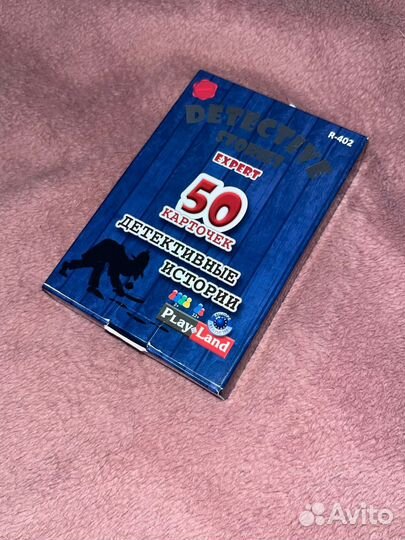 R-402
DETECTIVE
STORIES
EXPERT
50
КАРТОЧЕК
ДЕТЕКТИВНЫЕ
ИСТОРИИ
PLay Land
Avito